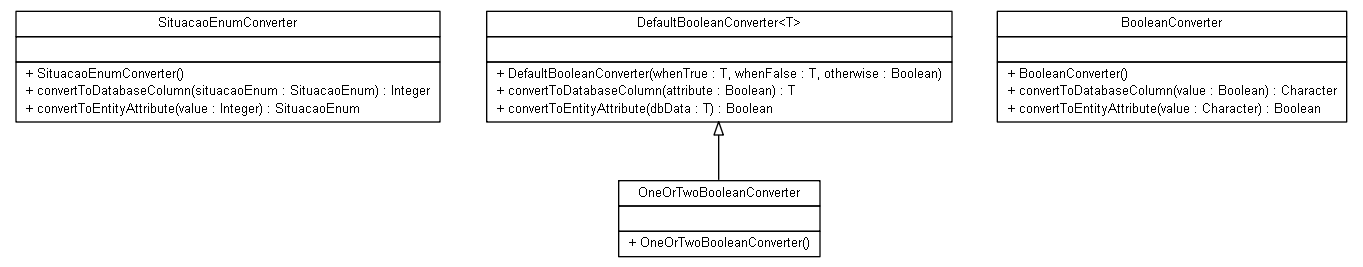 SituacaoEnumConverter
+ SituacaoEnumConverter()
+ convertToDatabaseColumn(situacaoEnum : SituacaoEnum) : Integer
+ convertToEntityAttribute(value : Integer) : SituacaoEnum
DefaultBooleanConverter<T>
+ DefaultBooleanConverter(whenTrue : T, whenFalse : T, otherwise : Boolean)
+ convertToDatabaseColumn(attribute : Boolean) : T
+ convertToEntityAttribute(dbData : T) : Boolean
BooleanConverter
+ BooleanConverter()
+ convertToDatabaseColumn(value : Boolean) : Character
+ convertToEntityAttribute(value : Character) : Boolean
OneOrTwoBooleanConverter
+ OneOrTwoBooleanConverter()